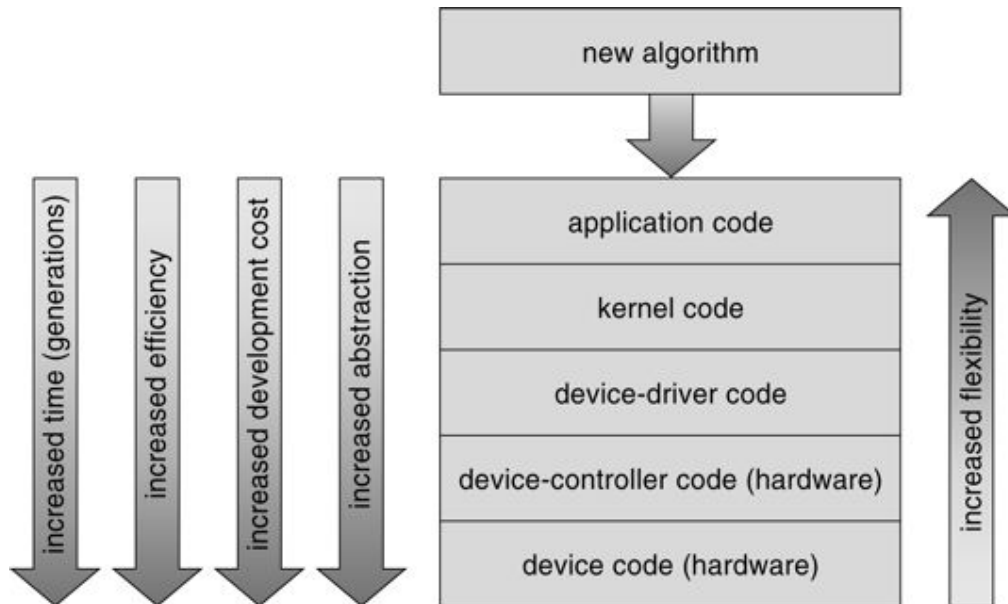 new algorithm
increased time (generations)
increased efficiency
increased development cost
increased abstraction
application code
kernel code
device-driver code
device-controller code (hardware)
device code (hardware)
increased flexibility